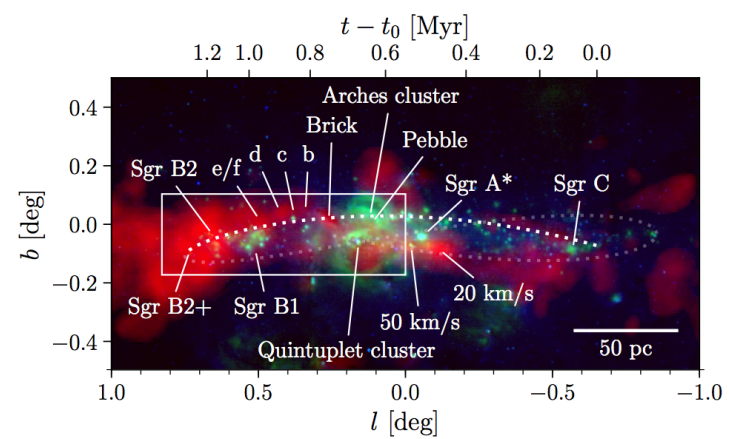 t − t₀ [Myr]
1.2 1.0 0.8 0.6 0.4 0.2 0.0
Arches cluster
Brick
Pebble
Sgr B2 e/f d c b
Sgr A*
Sgr C
Sgr B2+ Sgr B1
50 km/s
20 km/s
Quintuplet cluster
50 pc
b [deg]
0.4
0.2
0.0
−0.2
−0.4
1.0 0.5 0.0 −0.5 −1.0
l [deg]